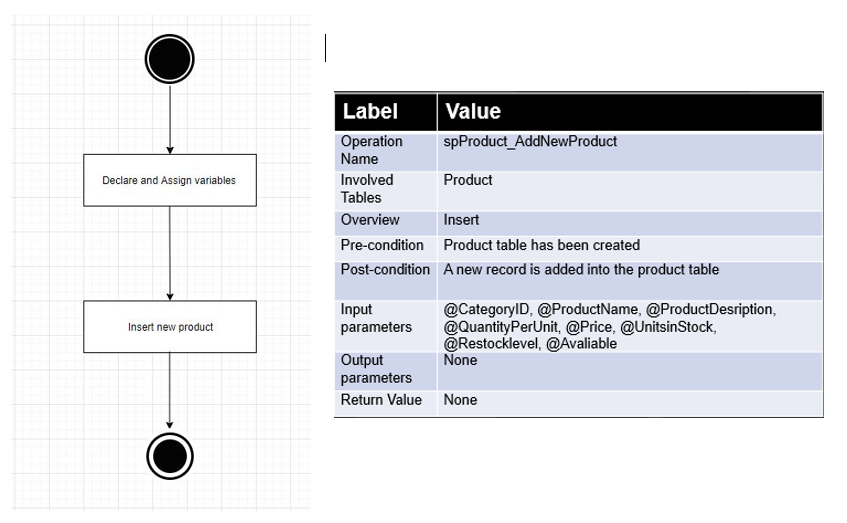 Declare and Assign variables
Insert new product
Label Value
Operation spProduct_AddNewProduct
Name
Involved Product
Tables
Overview Insert
Pre-condition Product table has been created
Post-condition A new record is added into the product table
Input @CategoryID, @ProductName, @ProductDesription,
parameters @QuantityPerUnit, @Price, @UnitsinStock,
@Restocklevel, @Avaliable
Output None
parameters
Return Value None